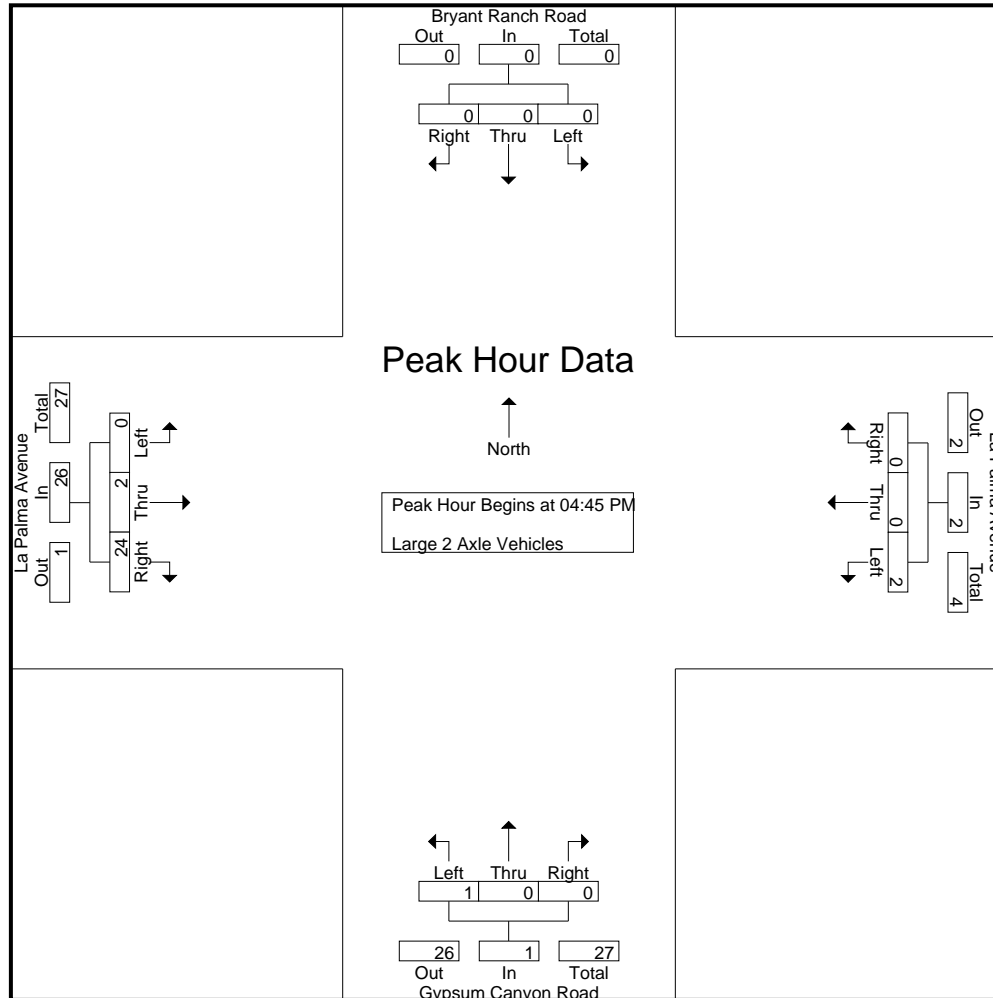 Bryant Ranch Road
Out In Total
0 0 0
0 0 0
Right Thru Left
Peak Hour Data
North
Peak Hour Begins at 04:45 PM
Large 2 Axle Vehicles
La Palma Avenue
Total In Out
27 26 1
0 2 24
Left Thru Right
La Palma Avenue
Out In Total
2 2 4
0 0 2
Right Thru Left
Left Thru Right
1 0 0
26 1 27
Out In Total
Gypsum Canyon Road